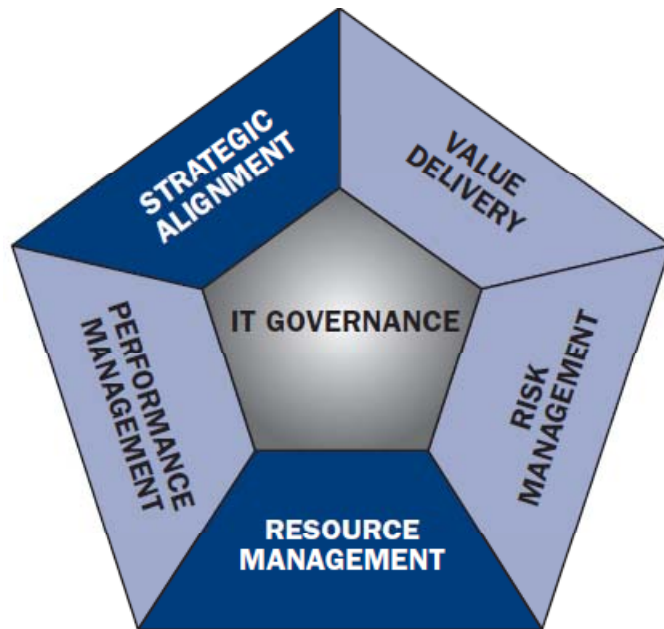 STRATEGIC
ALIGNMENT
VALUE
DELIVERY
IT GOVERNANCE
PERFORMANCE
MANAGEMENT
RISK
MANAGEMENT
RESOURCE
MANAGEMENT